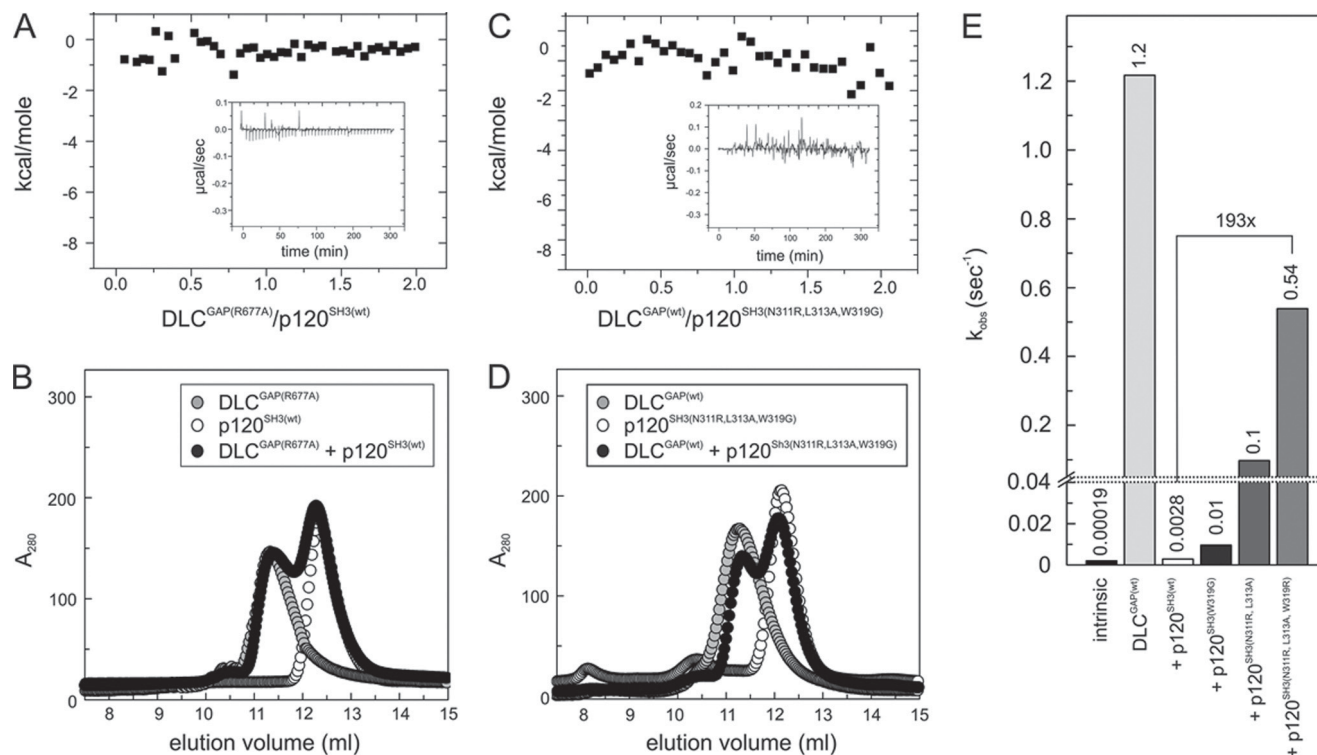 A
kcal/mole
0
-2
-4
-6
-8
0.0 0.5 1.0 1.5 2.0
DLC^GAP(R677A)/p120^SH3(wt)
µcal/sec
0.1
0.0
-0.1
-0.2
-0.3
0 100 200 300
time (min)
C
kcal/mole
0
-2
-4
-6
-8
0.0 0.5 1.0 1.5 2.0
DLC^GAP(wt)/p120^SH3(N311R,L313A,W319G)
µcal/sec
0.2
0.1
0.0
-0.1
-0.2
-0.3
0 100 200 300
time (min)
B
A280
300
200
100
0
8 9 10 11 12 13 14 15
elution volume (ml)
DLC^GAP(R677A)
p120^SH3(wt)
DLC^GAP(R677A) + p120^SH3(wt)
D
A280
300
200
100
0
8 9 10 11 12 13 14 15
elution volume (ml)
DLC^GAP(wt)
p120^SH3(N311R,L313A,W319G)
DLC^GAP(wt) + p120^Sh3(N311R,L313A,W319G)
E
kobs (sec-1)
1.2
1.0
0.8
0.6
0.4
0.2
0.04
0.02
0
0.00019
1.2
0.0028
0.01
0.1
0.54
193x
intrinsic
DLC^GAP(wt)
+ p120^SH3(wt)
+ p120^SH3(W319G)
+ p120^SH3(N311R, L313A)
+ p120^SH3(N311R, L313A, W319R)